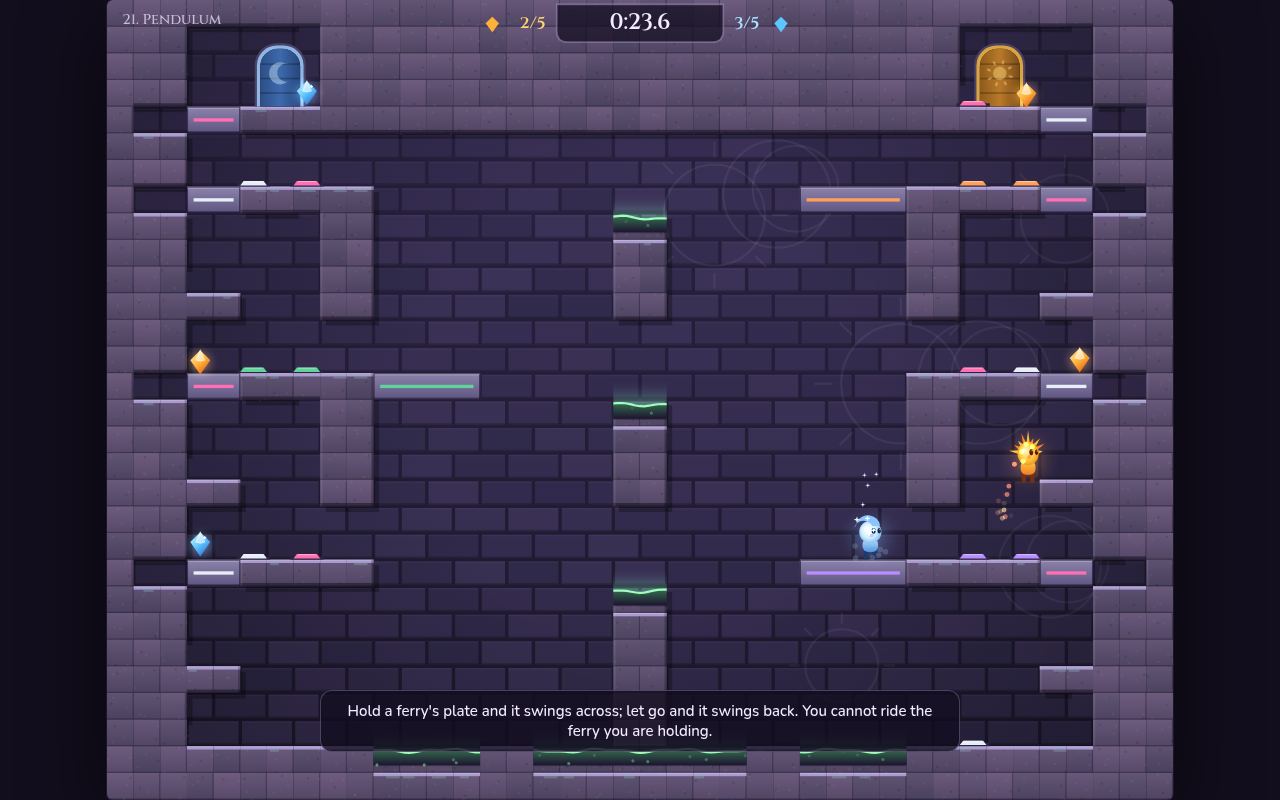 21. Pendulum
2/5
0:23.6
3/5
Hold a ferry's plate and it swings across; let go and it swings back. You cannot ride the
ferry you are holding.